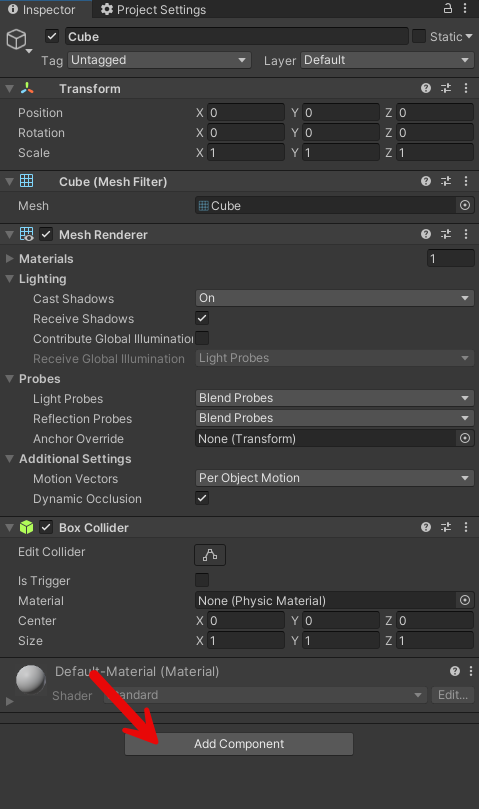 Inspector Project Settings
Cube Static
Tag Untagged Layer Default
Transform
Position X 0 Y 0 Z 0
Rotation X 0 Y 0 Z 0
Scale X 1 Y 1 Z 1
Cube (Mesh Filter)
Mesh Cube
Mesh Renderer
Materials 1
Lighting
Cast Shadows On
Receive Shadows
Contribute Global Illumination
Receive Global Illumination Light Probes
Probes
Light Probes Blend Probes
Reflection Probes Blend Probes
Anchor Override None (Transform)
Additional Settings
Motion Vectors Per Object Motion
Dynamic Occlusion
Box Collider
Edit Collider
Is Trigger
Material None (Physic Material)
Center X 0 Y 0 Z 0
Size X 1 Y 1 Z 1
Default-Material (Material)
Shader Standard Edit...
Add Component